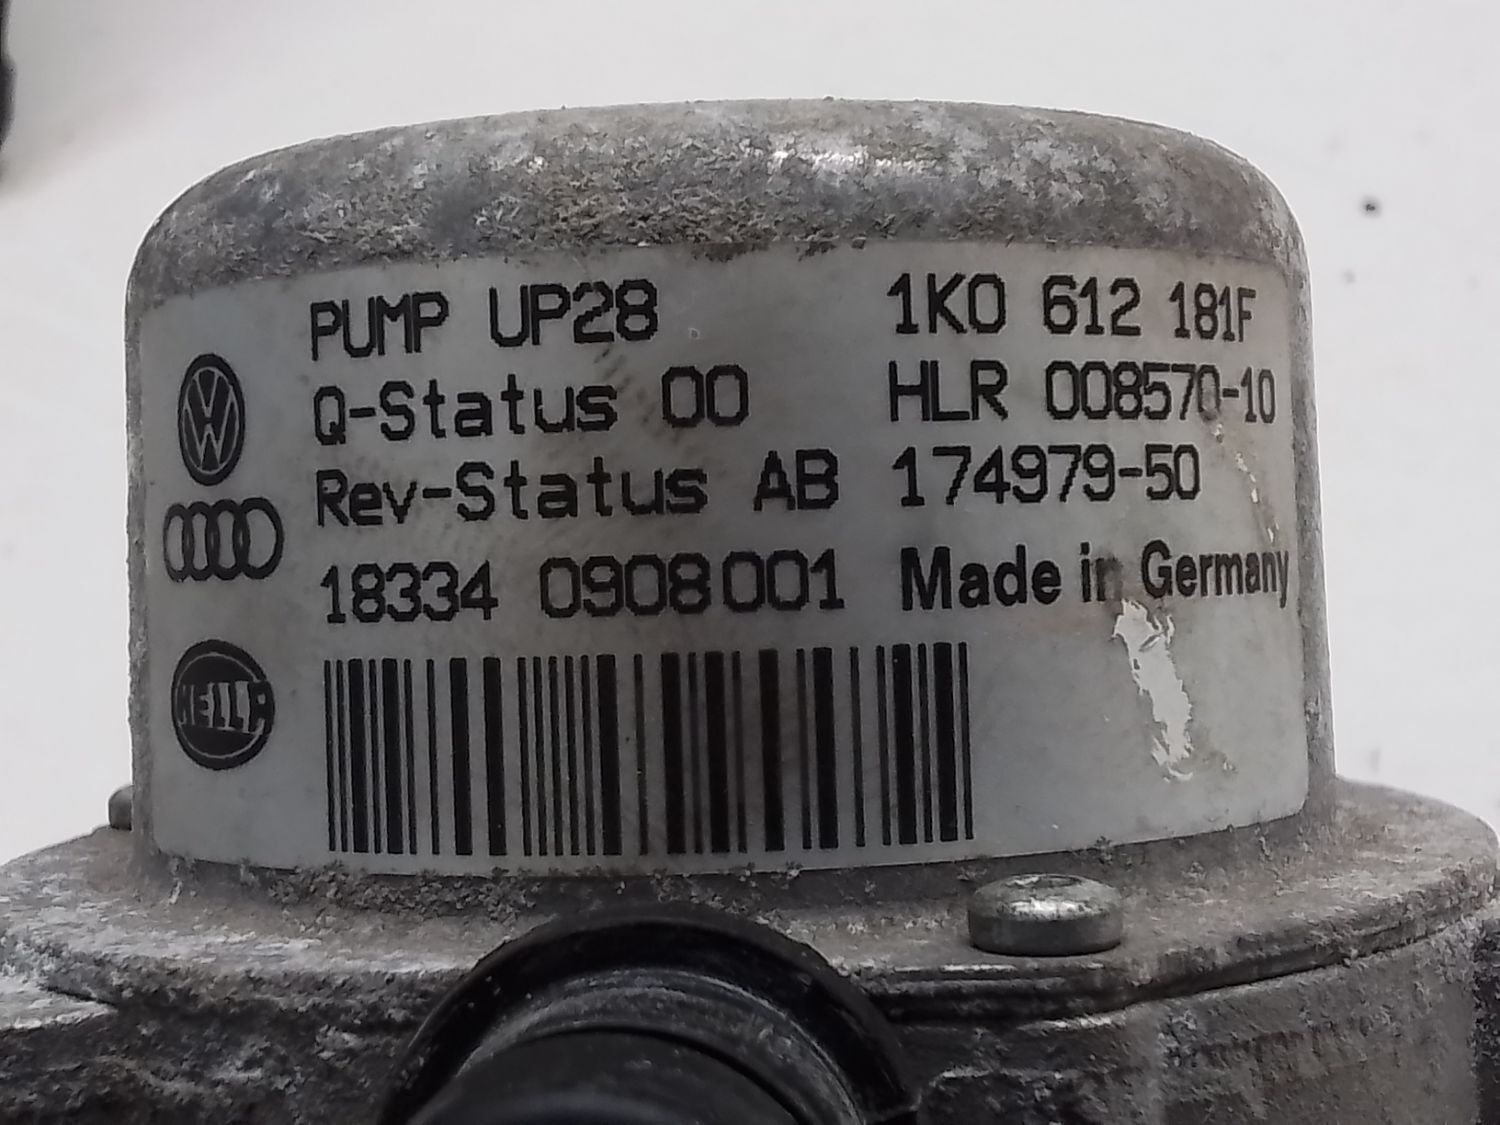 PUMP UP28 1K0 612 181F
Q-Status 00 HLR 008570-10
Rev-Status AB 174979-50
18334 0908001 Made in Germany
HELLA